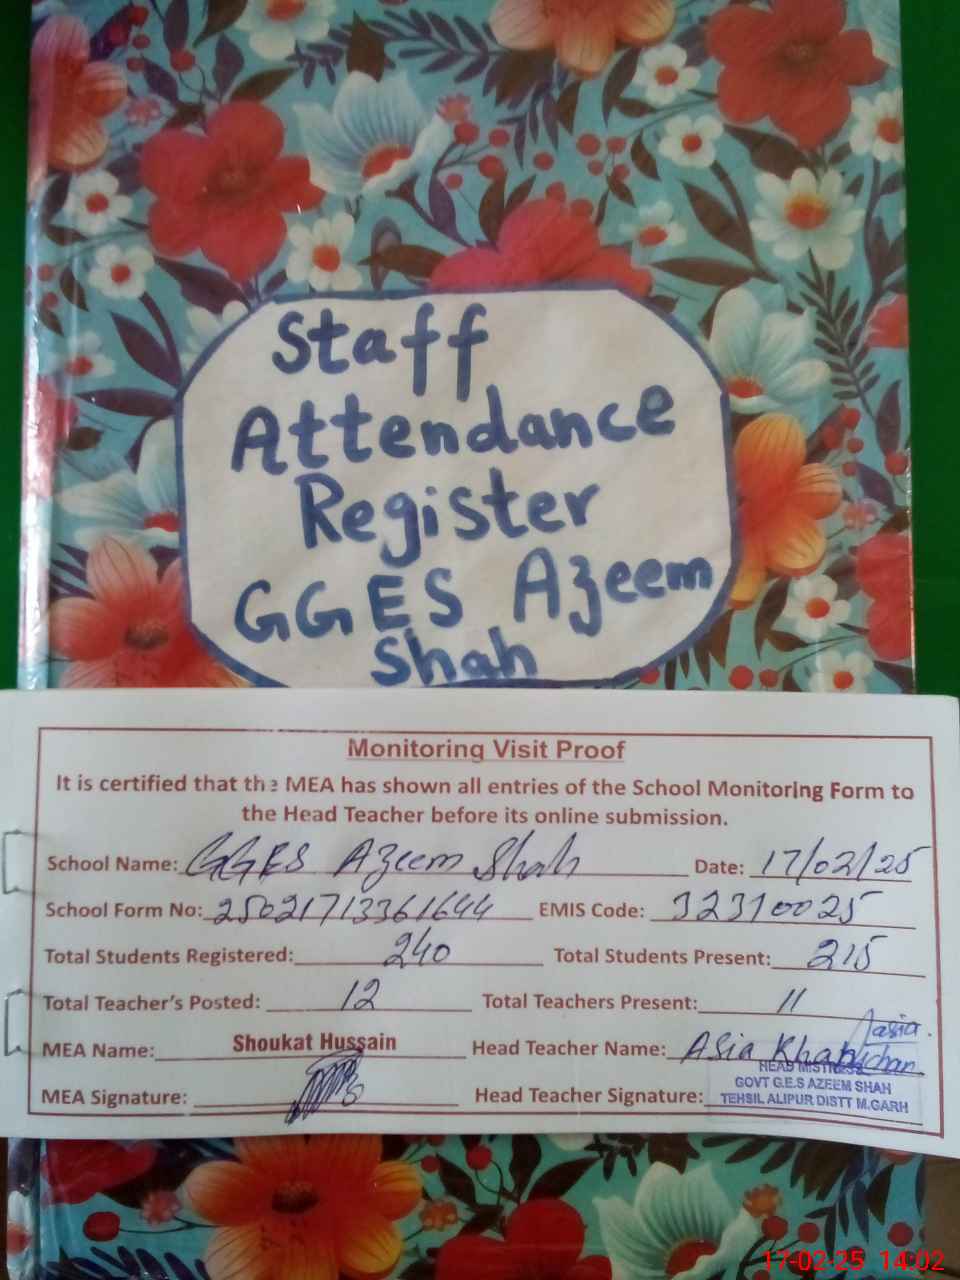 Staff
Attendance
Register
GGES Azeem
Shah
Monitoring Visit Proof
It is certified that the MEA has shown all entries of the School Monitoring Form to
the Head Teacher before its online submission.
School Name: GGES Azeem Shah Date: 17/02/25
School Form No: 25021713361644 EMIS Code: 32310025
Total Students Registered: 240 Total Students Present: 215
Total Teacher's Posted: 12 Total Teachers Present: 11
MEA Name: Shoukat Hussain Head Teacher Name: Asia Khan
MEA Signature: Head Teacher Signature:
HEAD MISTRESS
GOVT G.E.S AZEEM SHAH
TEHSIL ALIPUR DISTT M.GARH
17-02-25 14:02